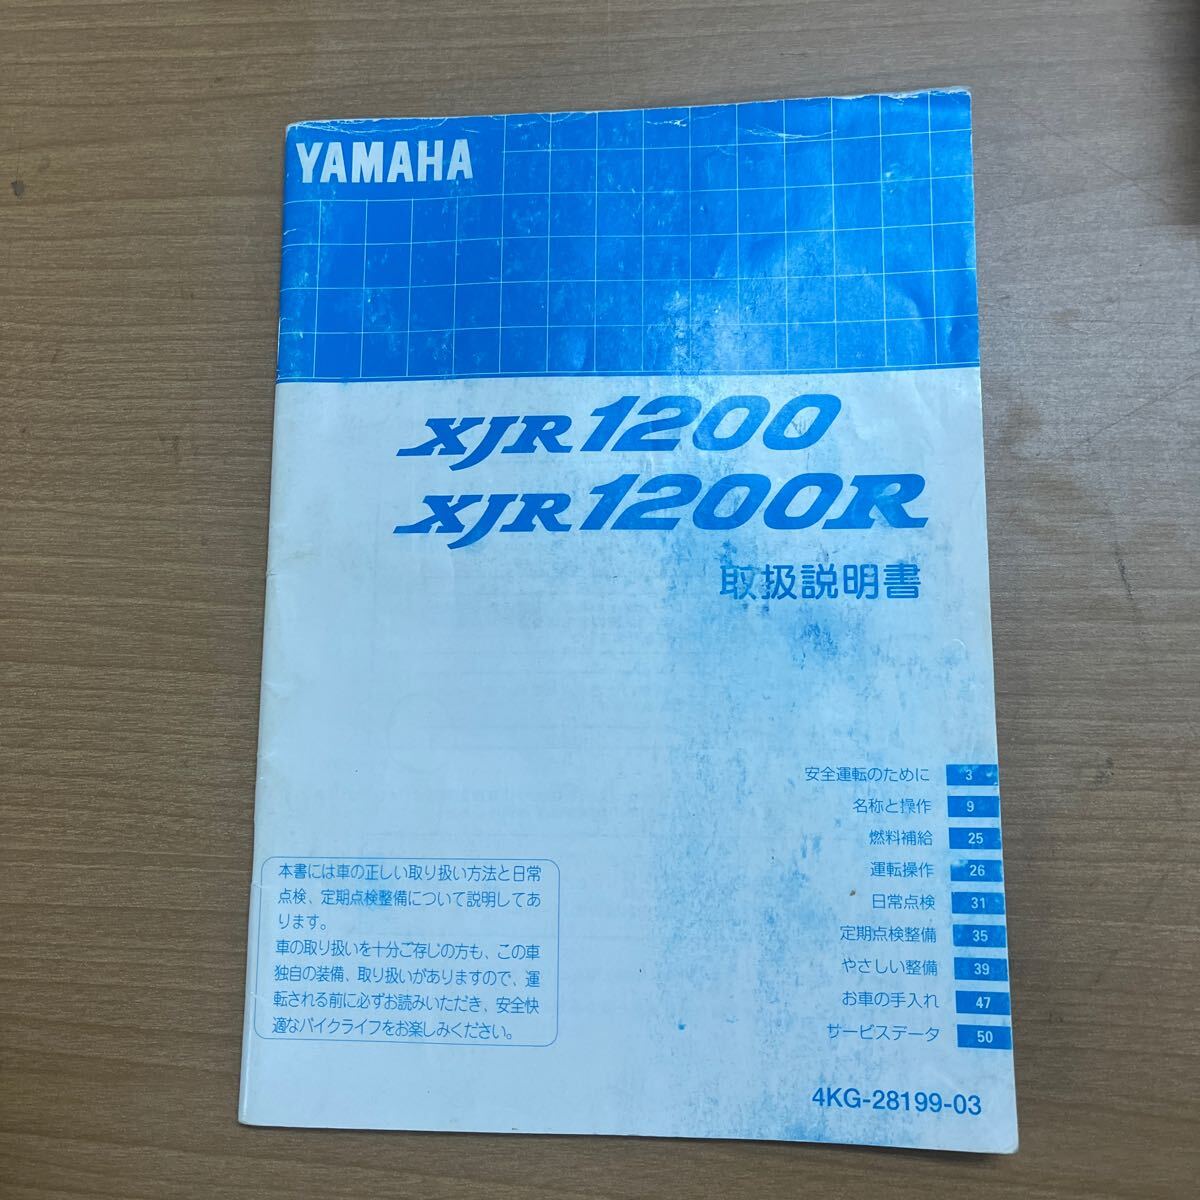 YAMAHA
XJR1200
XJR1200R
取扱説明書
安全運転のために 3
名称と操作 9
燃料補給 25
運転操作 26
日常点検 31
定期点検整備 35
やさしい整備 39
お車の手入れ 47
サービスデータ 50
本書には車の正しい取り扱い方法と日常
点検、定期点検整備について説明してあ
ります。
車の取り扱いを十分ご存じの方も、この車
独自の装備、取り扱いがありますので、運
転される前に必ずお読みいただき、安全快
適なバイクライフをお楽しみください。
4KG-28199-03